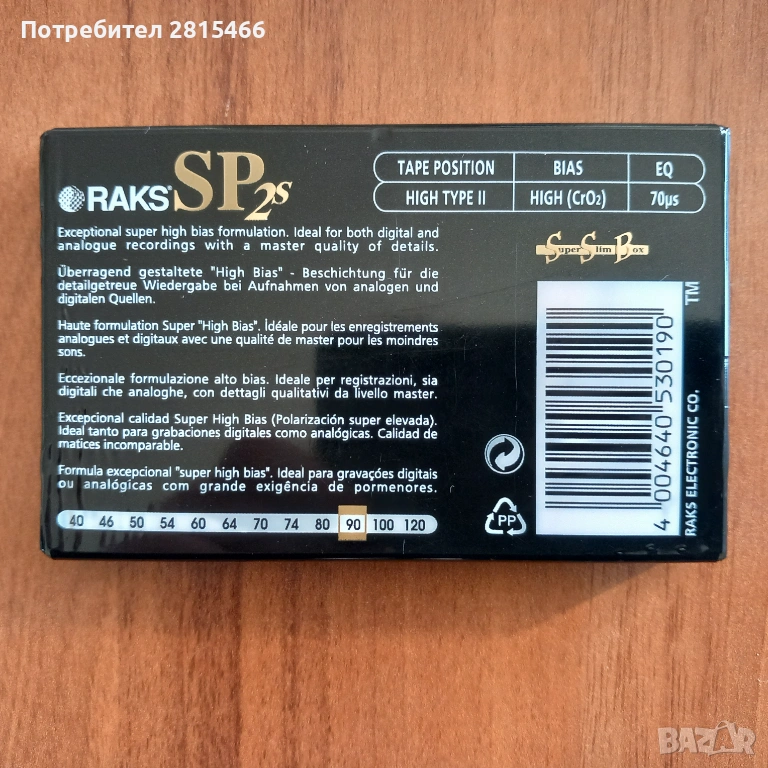 Потребител 2815466
RAKS SP2s
TAPE POSITION BIAS EQ
HIGH TYPE II HIGH (CrO2) 70µs
Exceptional super high bias formulation. Ideal for both digital and
analogue recordings with a master quality of details.
Überragend gestaltete "High Bias" - Beschichtung für die
detailgetreue Wiedergabe bei Aufnahmen von analogen und
digitalen Quellen.
Haute formulation Super "High Bias". İdéale pour les enregistrements
analogues et digitaux avec une qualité de master pour les moindres
sons.
Eccezionale formulazione alto bias. Ideale per registrazioni, sia
digitali che analoghe, con dettagli qualitativi da livello master.
Excepcional calidad Super High Bias (Polarización super elevada).
Ideal tanto para grabaciones digitales como analógicas. Calidad de
matices incomparable.
Formula excepcional "super high bias". Ideal para gravações digitais
ou analógicas com grande exigência de pormenores.
40 46 50 54 60 64 70 74 80 90 100 120
Super Slim Box
4 004640 530190
RAKS ELECTRONIC CO. TM
PP
BAZAR